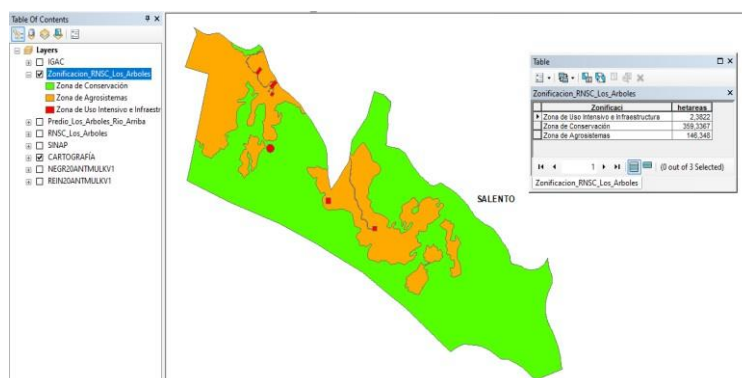 Table Of Contents
Layers
IGAC
Zonificacion_RNSC_Los_Arboles
Zona de Conservación
Zona de Agrosistemas
Zona de Uso Intensivo e Infraestr
Predio_Los_Arboles_Rio_Arriba
RNSC_Los_Arboles
SINAP
CARTOGRAFÍA
NEGR20ANTMULKV1
REIN20ANTMULKV1
SALENTO
Table
Zonificacion_RNSC_Los_Arboles
Zonificaci hetareas
Zona de Uso Intensivo e Infraestructura 2,3822
Zona de Conservación 359,3367
Zona de Agrosistemas 146,348
1 (0 out of 3 Selected)
Zonificacion_RNSC_Los_Arboles